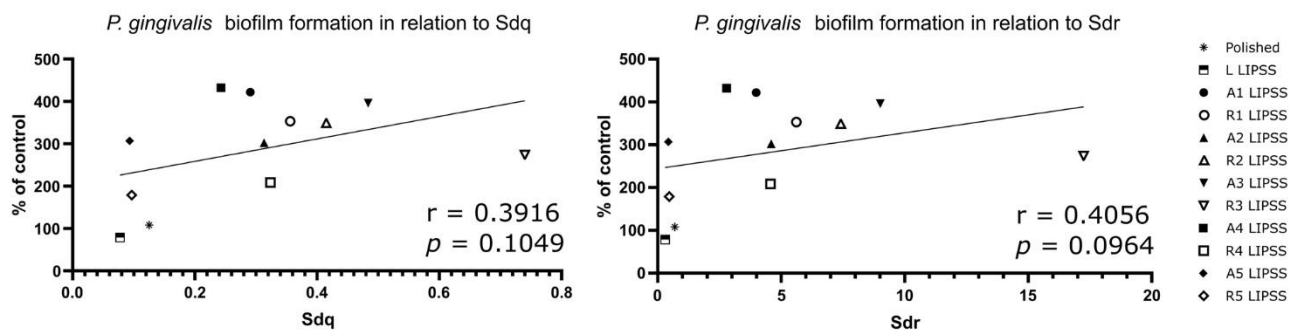 P. gingivalis biofilm formation in relation to Sdq
500
400
300
200
100
0
% of control
0.0 0.2 0.4 0.6 0.8
Sdq
r = 0.3916
p = 0.1049
P. gingivalis biofilm formation in relation to Sdr
500
400
300
200
100
0
% of control
0 5 10 15 20
Sdr
r = 0.4056
p = 0.0964
Polished
L LIPSS
A1 LIPSS
R1 LIPSS
A2 LIPSS
R2 LIPSS
A3 LIPSS
R3 LIPSS
A4 LIPSS
R4 LIPSS
A5 LIPSS
R5 LIPSS